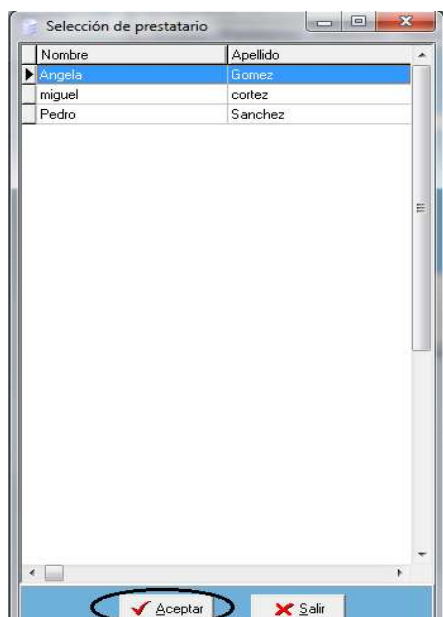 Selección de prestatario
Nombre Apellido
Angela Gomez
miguel cortez
Pedro Sanchez
Aceptar Salir